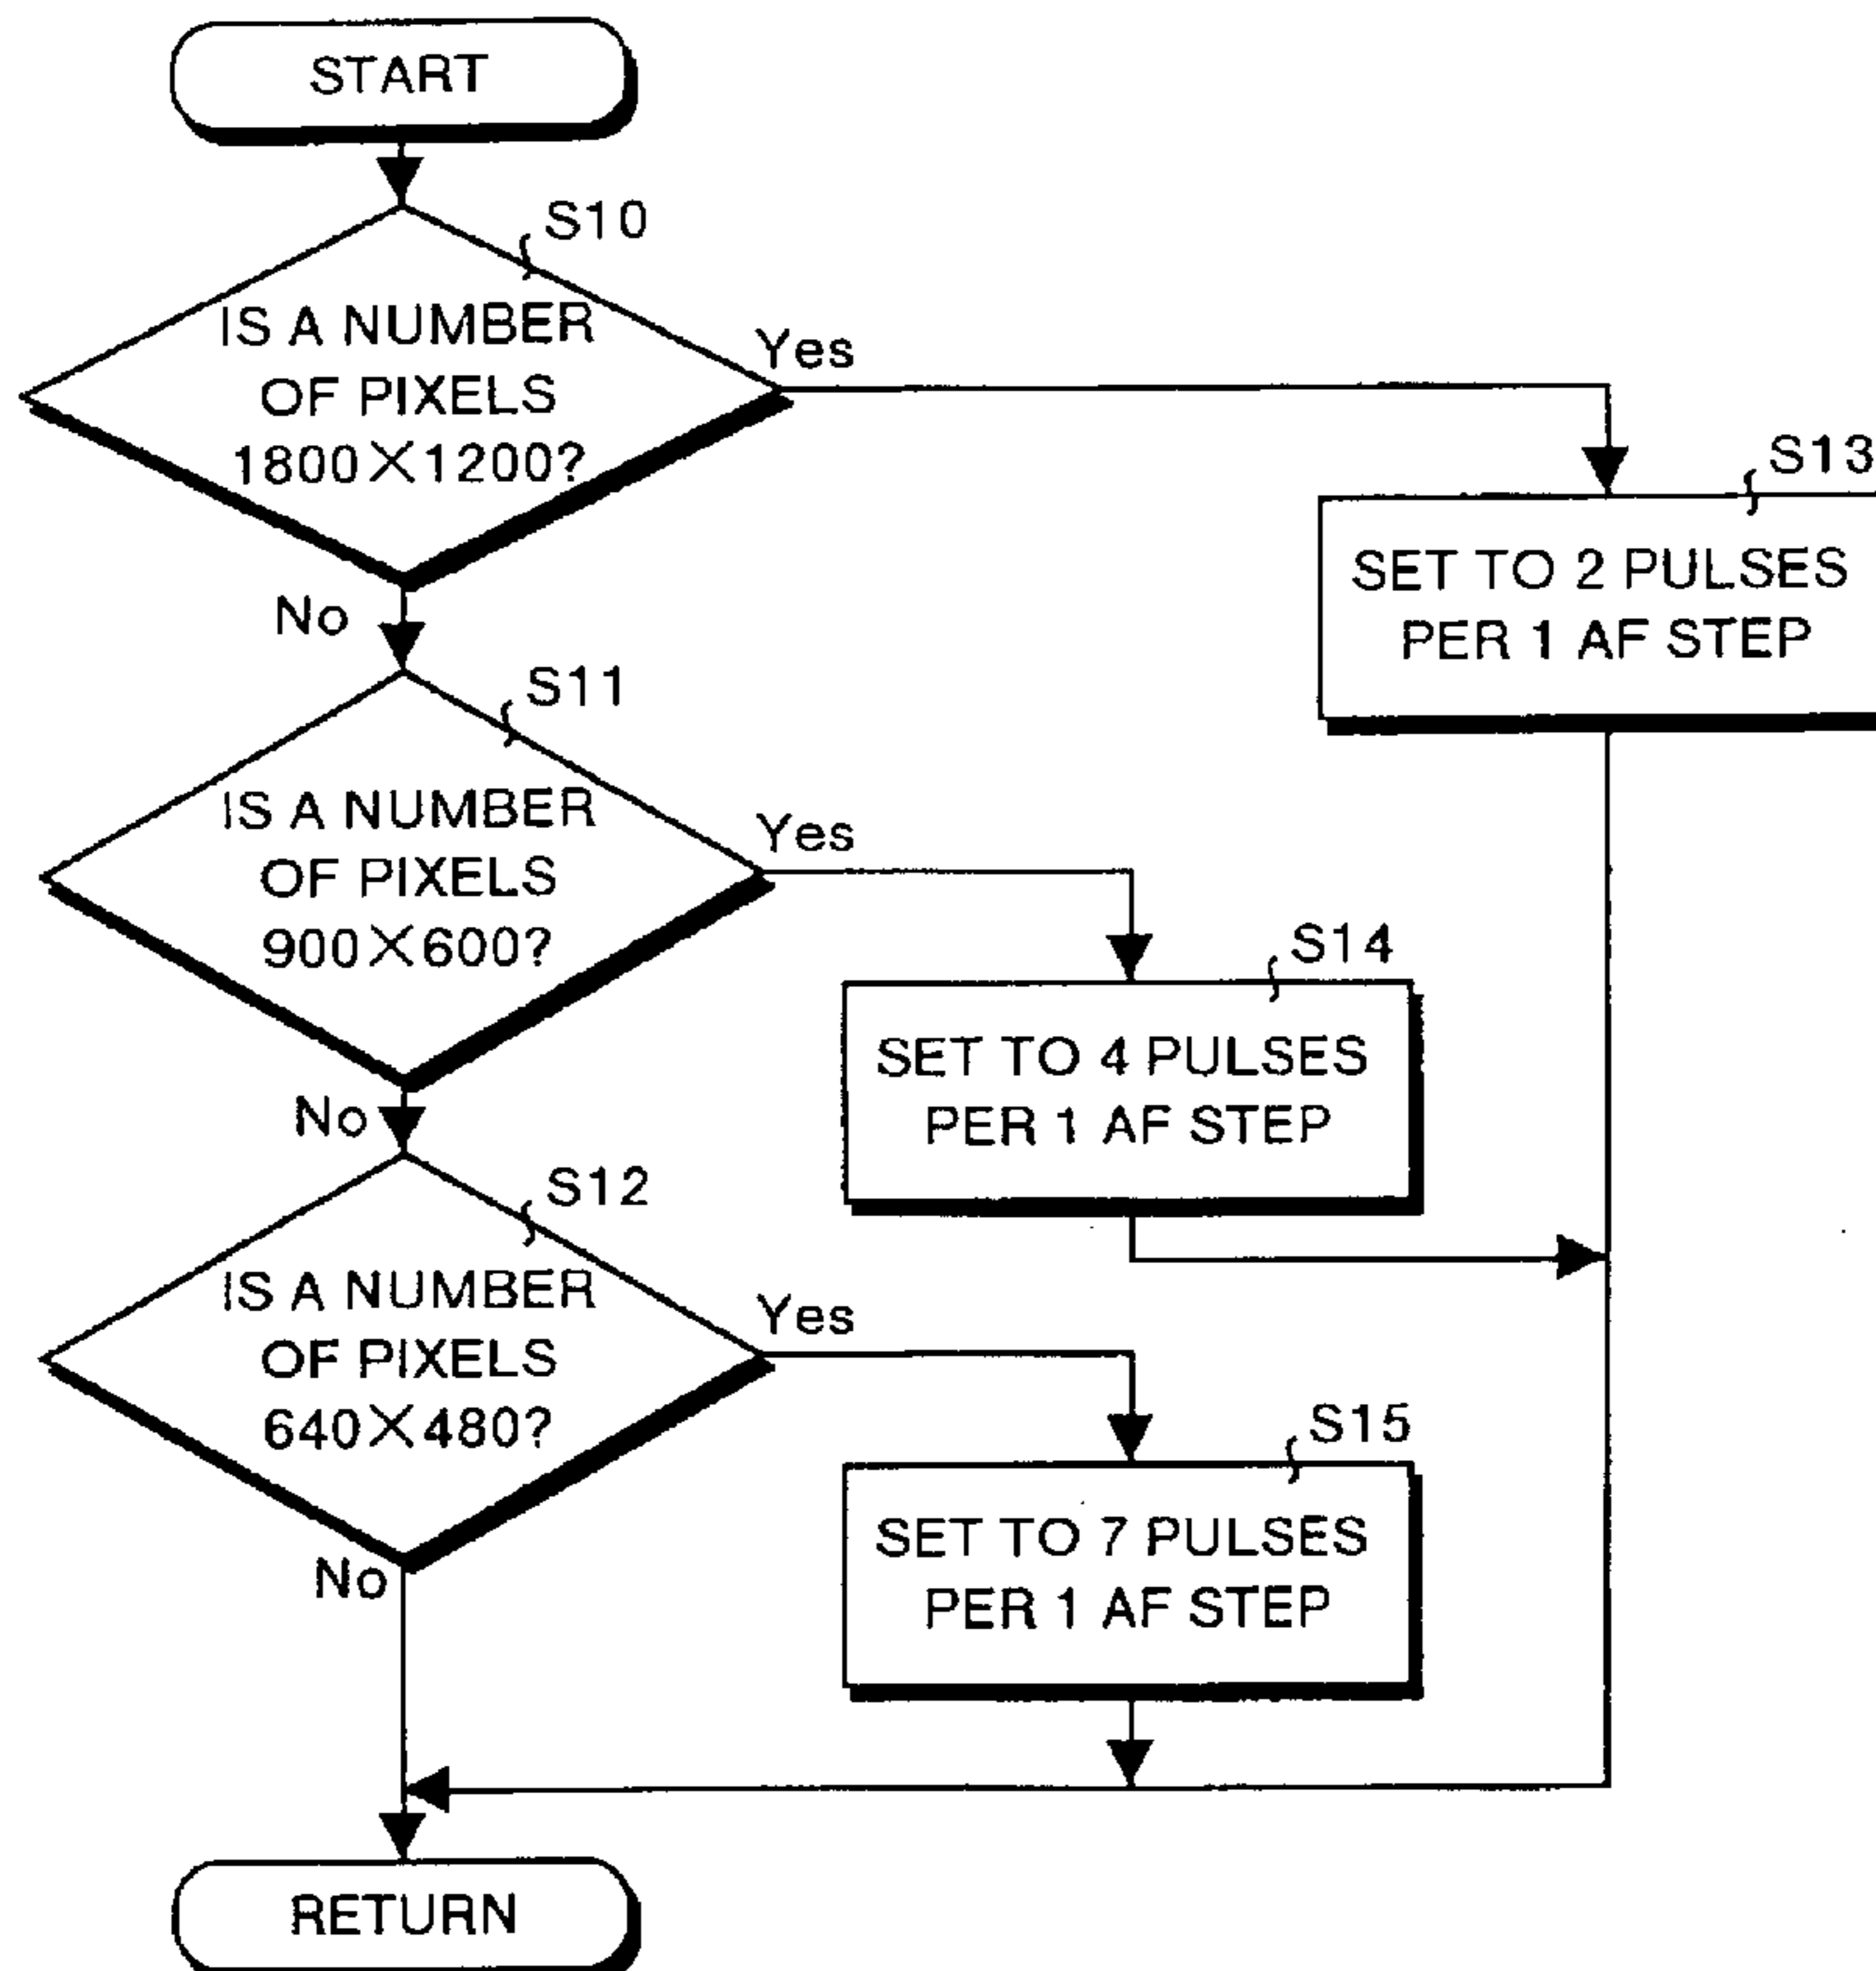 START
S10
IS A NUMBER
OF PIXELS
1800×1200?
Yes
No
S13
SET TO 2 PULSES
PER 1 AF STEP
S11
IS A NUMBER
OF PIXELS
900×600?
Yes
No
S14
SET TO 4 PULSES
PER 1 AF STEP
S12
IS A NUMBER
OF PIXELS
640×480?
Yes
No
S15
SET TO 7 PULSES
PER 1 AF STEP
RETURN